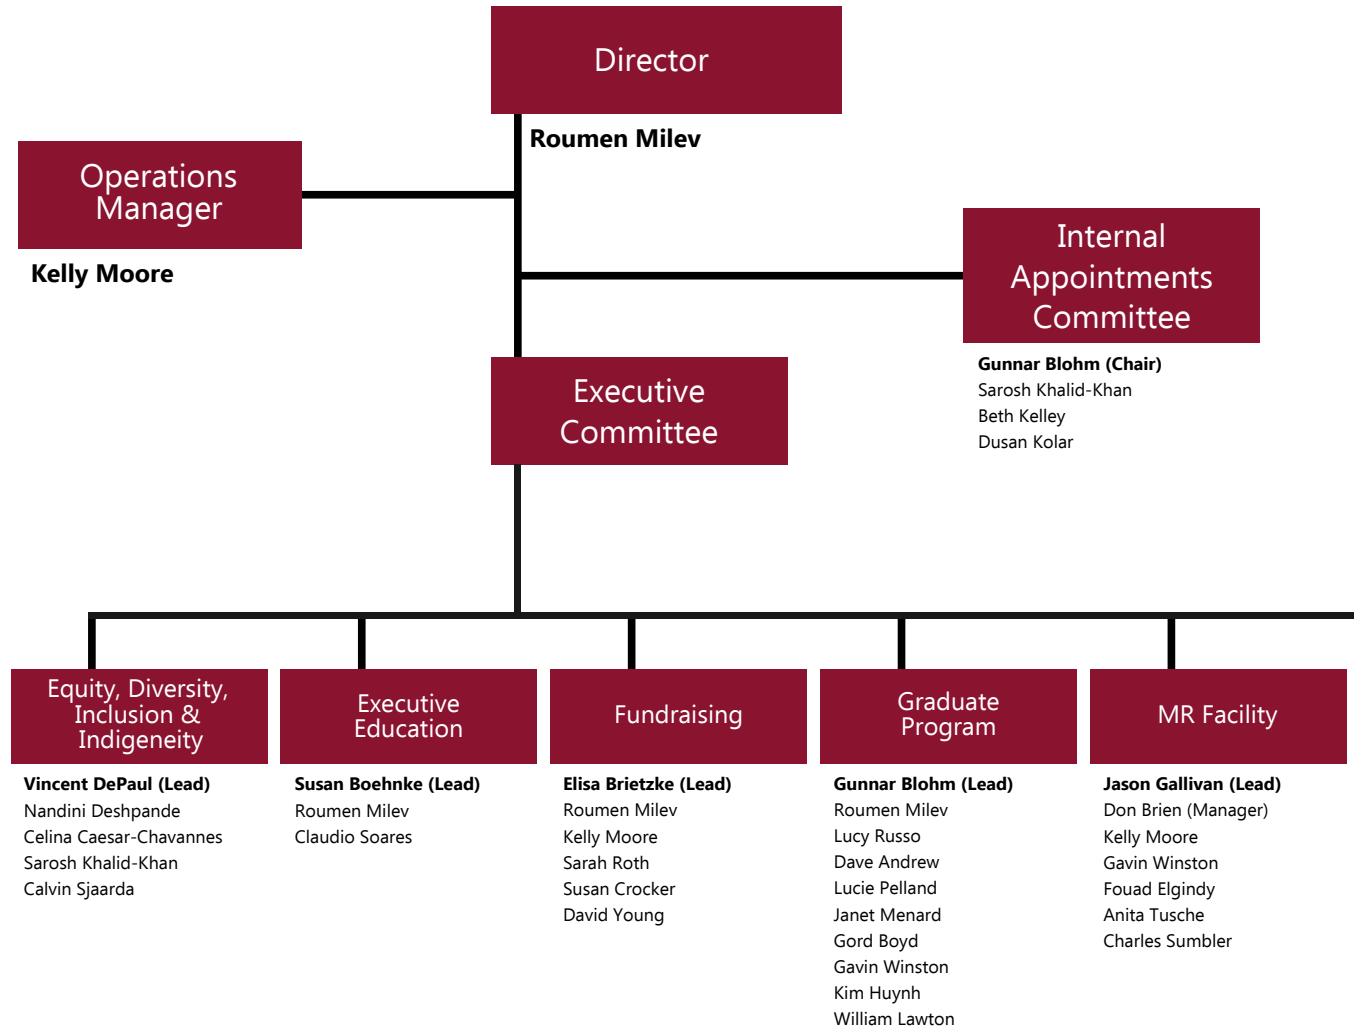 Director
Roumen Milev
Operations
Manager
Kelly Moore
Internal
Appointments
Committee
Gunnar Blohm (Chair)
Sarosh Khalid-Khan
Beth Kelley
Dusan Kolar
Executive
Committee
Equity, Diversity,
Inclusion &
Indigeneity
Vincent DePaul (Lead)
Nandini Deshpande
Celina Caesar-Chavannes
Sarosh Khalid-Khan
Calvin Sjaarda
Executive
Education
Susan Boehnke (Lead)
Roumen Milev
Claudio Soares
Fundraising
Elisa Brietzke (Lead)
Roumen Milev
Kelly Moore
Sarah Roth
Susan Crocker
David Young
Graduate
Program
Gunnar Blohm (Lead)
Roumen Milev
Lucy Russo
Dave Andrew
Lucie Pelland
Janet Menard
Gord Boyd
Gavin Winston
Kim Huynh
William Lawton
MR Facility
Jason Gallivan (Lead)
Don Brien (Manager)
Kelly Moore
Gavin Winston
Fouad Elgindy
Anita Tusche
Charles Sumbler